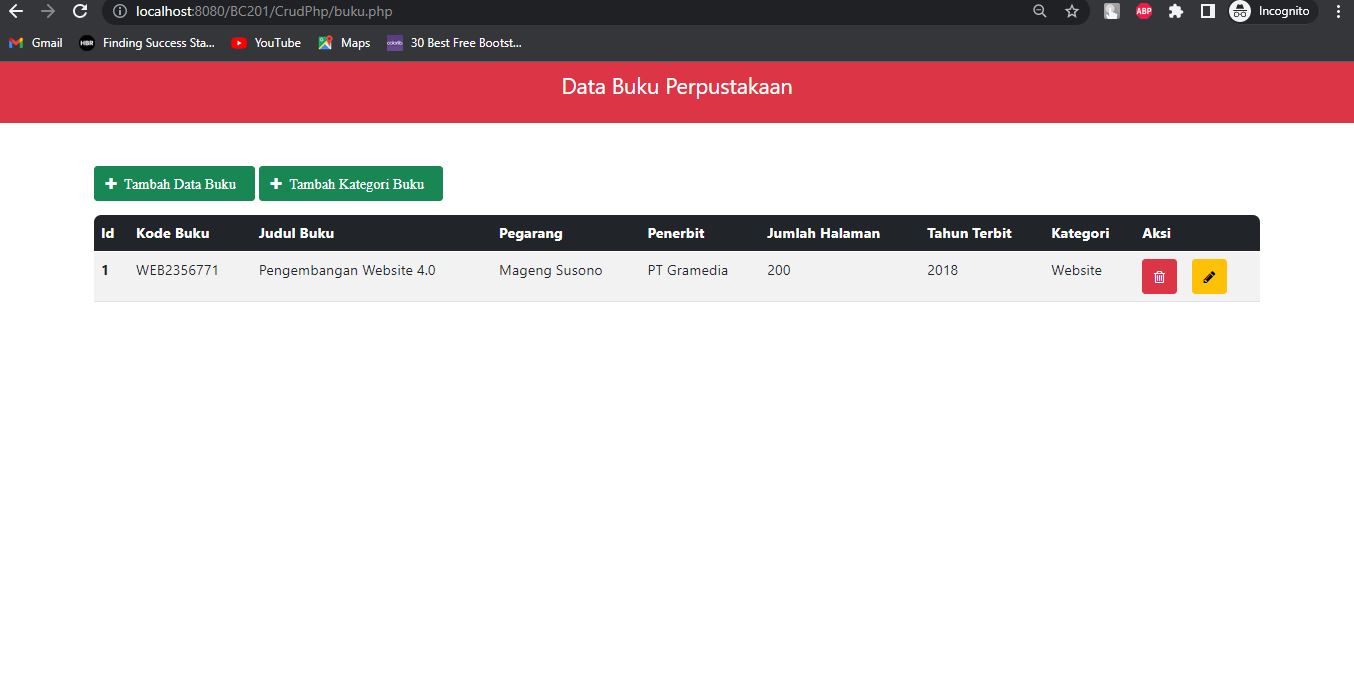 localhost:8080/BC201/CrudPhp/buku.php
ABP
Incognito
Gmail
HBR
Finding Success Sta...
YouTube
Maps
colorlib
30 Best Free Bootst...
Data Buku Perpustakaan
Tambah Data Buku
Tambah Kategori Buku
Id Kode Buku Judul Buku Pegarang Penerbit Jumlah Halaman Tahun Terbit Kategori Aksi
1 WEB2356771 Pengembangan Website 4.0 Mageng Susono PT Gramedia 200 2018 Website